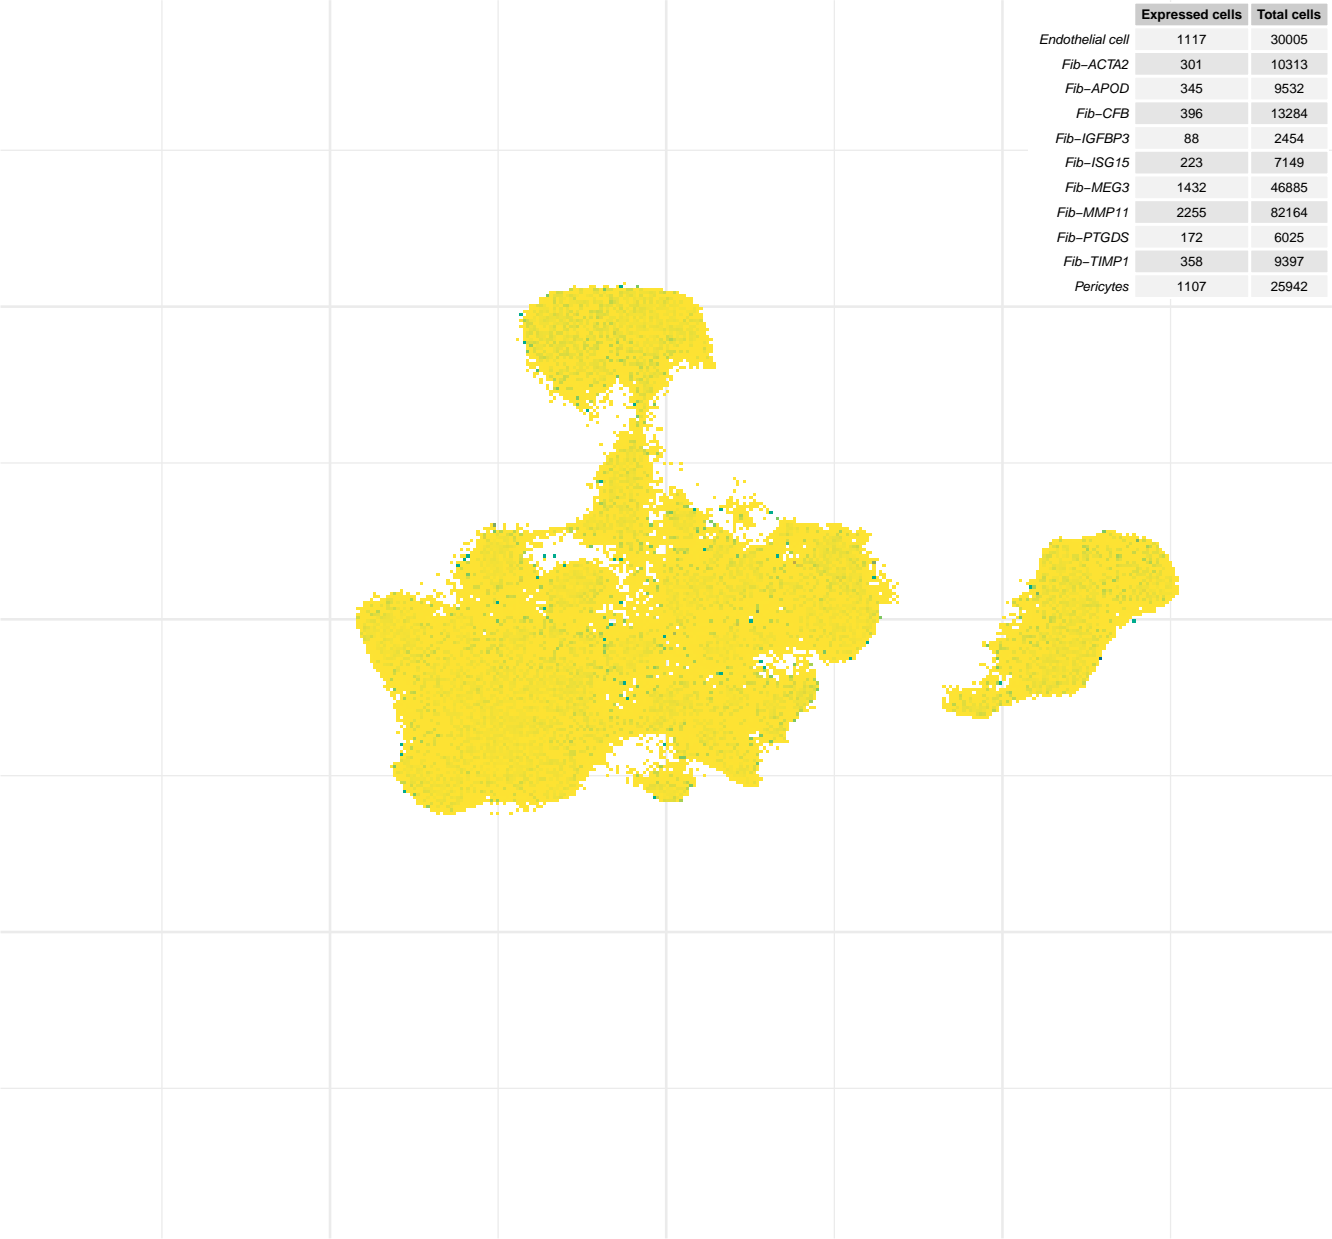 Expressed cells Total cells
Endothelial cell 1117 30005
Fib−ACTA2 301 10313
Fib−APOD 345 9532
Fib−CFB 396 13284
Fib−IGFBP3 88 2454
Fib−ISG15 223 7149
Fib−MEG3 1432 46885
Fib−MMP11 2255 82164
Fib−PTGDS 172 6025
Fib−TIMP1 358 9397
Pericytes 1107 25942